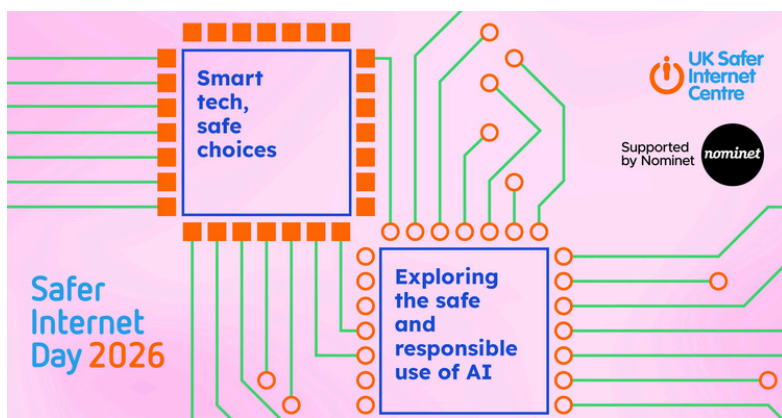 Smart
tech,
safe
choices
UK Safer
Internet
Centre
Supported
by Nominet
nominet
Exploring
the safe
and
responsible
use of AI
Safer
Internet
Day 2026